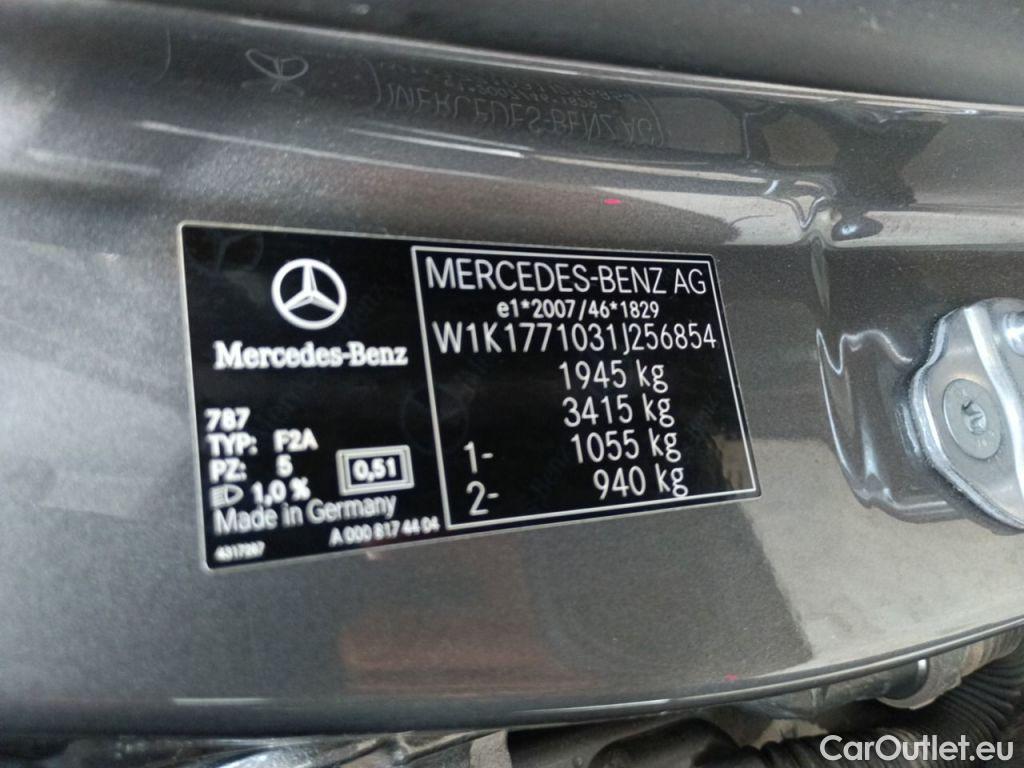 Mercedes-Benz
787
TYP: F2A
PZ: 5
1,0 %
0,51
Made in Germany
A 000 817 44 04
MERCEDES-BENZ AG
e1*2007/46*1829
W1K1771031J256854
1945 kg
3415 kg
1- 1055 kg
2- 940 kg
CarOutlet.eu